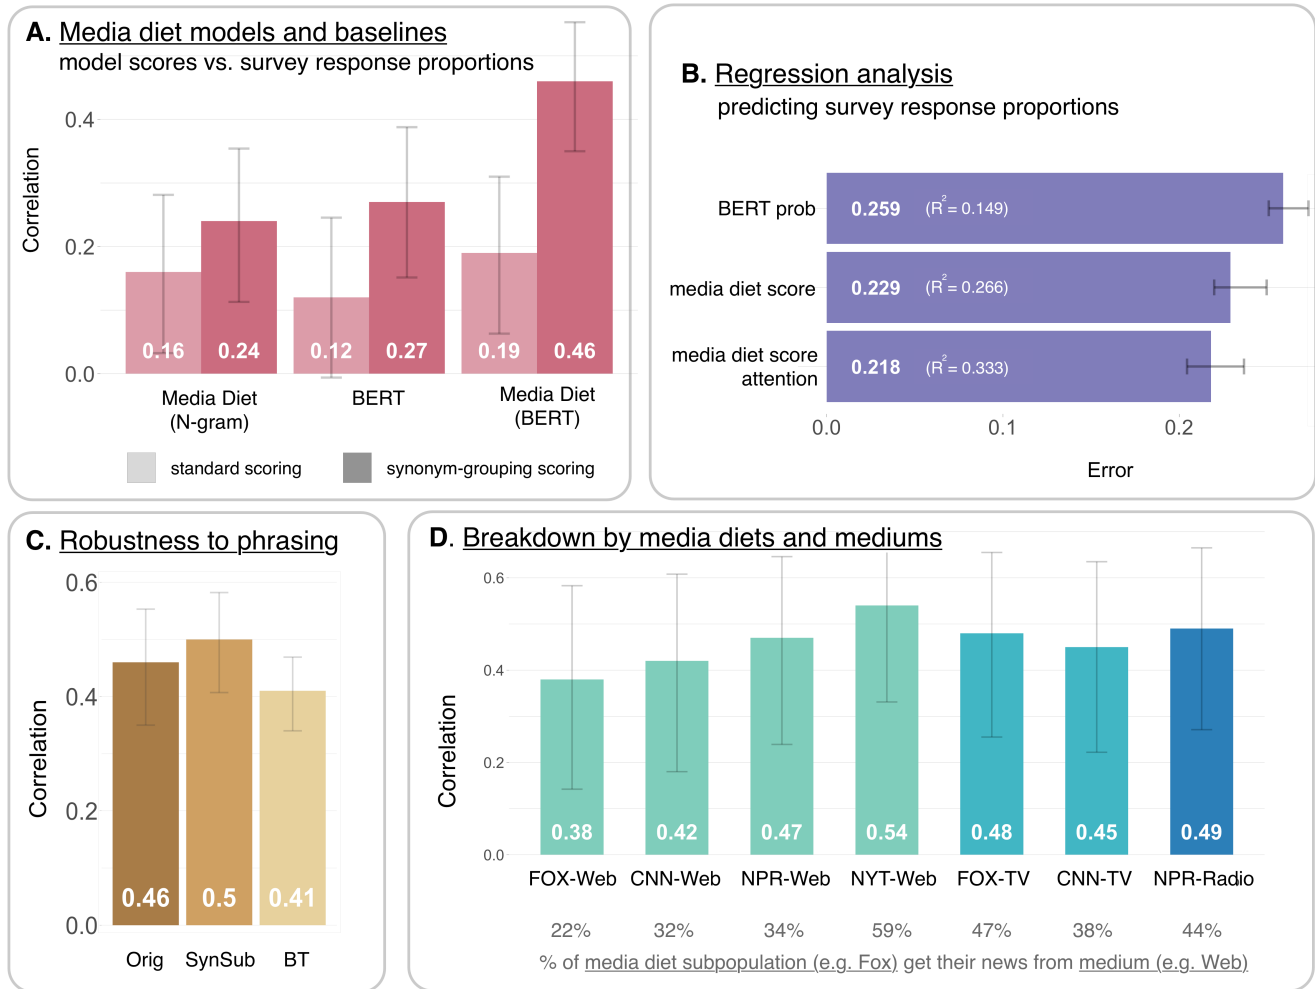 A. Media diet models and baselines
model scores vs. survey response proportions
Correlation
0.4
0.2
0.0
0.16
0.24
0.12
0.27
0.19
0.46
Media Diet
(N-gram)
BERT
Media Diet
(BERT)
standard scoring
synonym-grouping scoring
B. Regression analysis
predicting survey response proportions
BERT prob
0.259 (R² = 0.149)
media diet score
0.229 (R² = 0.266)
media diet score
attention
0.218 (R² = 0.333)
0.0
0.1
0.2
Error
C. Robustness to phrasing
Correlation
0.6
0.4
0.2
0.0
0.46
0.5
0.41
Orig
SynSub
BT
D. Breakdown by media diets and mediums
Correlation
0.6
0.4
0.2
0.0
0.38
0.42
0.47
0.54
0.48
0.45
0.49
FOX-Web
CNN-Web
NPR-Web
NYT-Web
FOX-TV
CNN-TV
NPR-Radio
22%
32%
34%
59%
47%
38%
44%
% of media diet subpopulation (e.g. Fox) get their news from medium (e.g. Web)